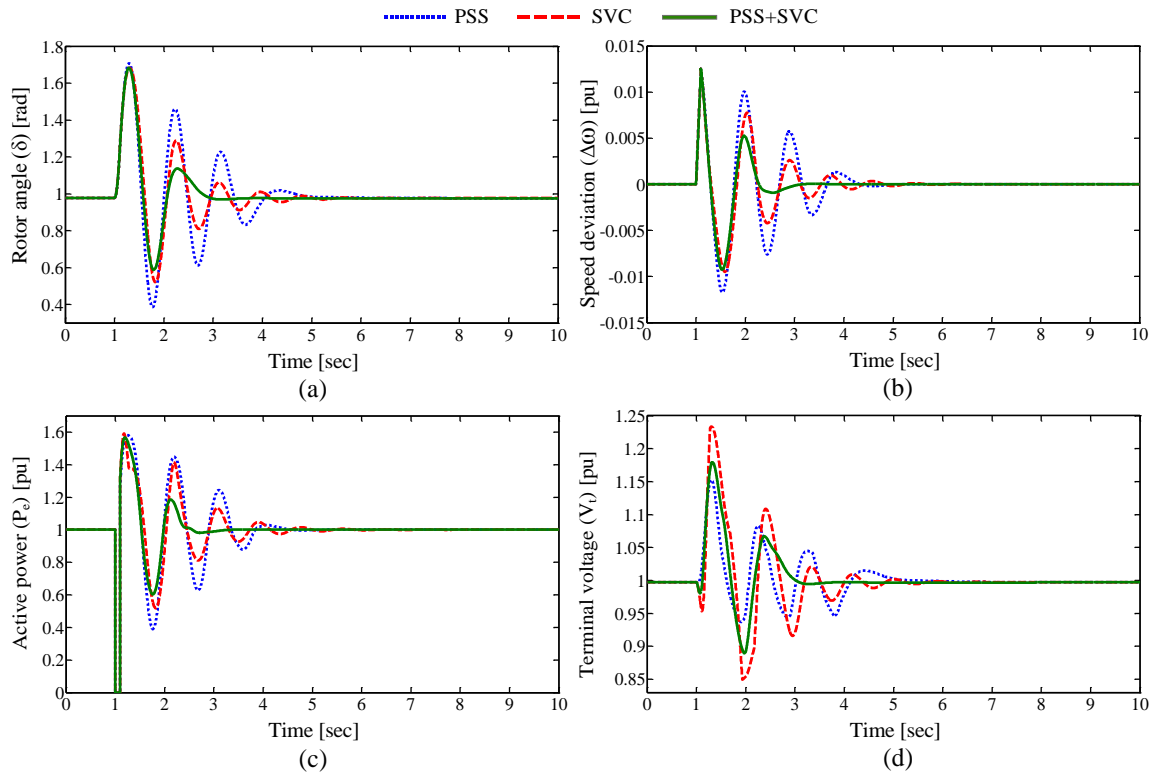 PSS SVC PSS+SVC
Rotor angle (δ) [rad]
1.8
1.6
1.4
1.2
1
0.8
0.6
0.4
0 1 2 3 4 5 6 7 8 9 10
Time [sec]
(a)
Speed deviation (Δω) [pu]
0.015
0.01
0.005
0
-0.005
-0.01
-0.015
0 1 2 3 4 5 6 7 8 9 10
Time [sec]
(b)
Active power (Pe) [pu]
1.6
1.4
1.2
1
0.8
0.6
0.4
0.2
0
0 1 2 3 4 5 6 7 8 9 10
Time [sec]
(c)
Terminal voltage (Vt) [pu]
1.25
1.2
1.15
1.1
1.05
1
0.95
0.9
0.85
0 1 2 3 4 5 6 7 8 9 10
Time [sec]
(d)